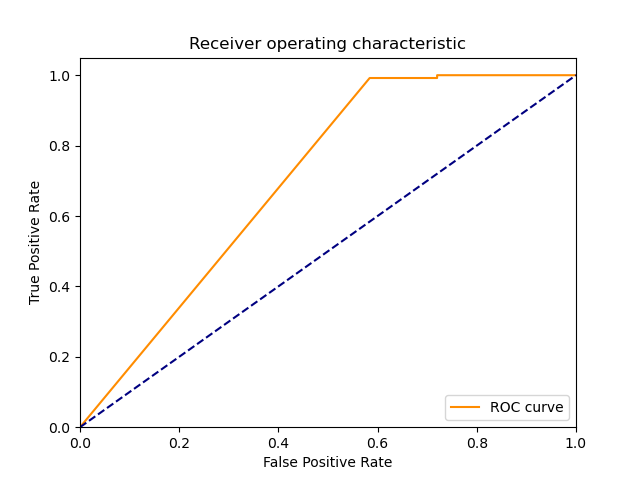 Receiver operating characteristic
True Positive Rate
1.0
0.8
0.6
0.4
0.2
0.0
0.0 0.2 0.4 0.6 0.8 1.0
False Positive Rate
ROC curve